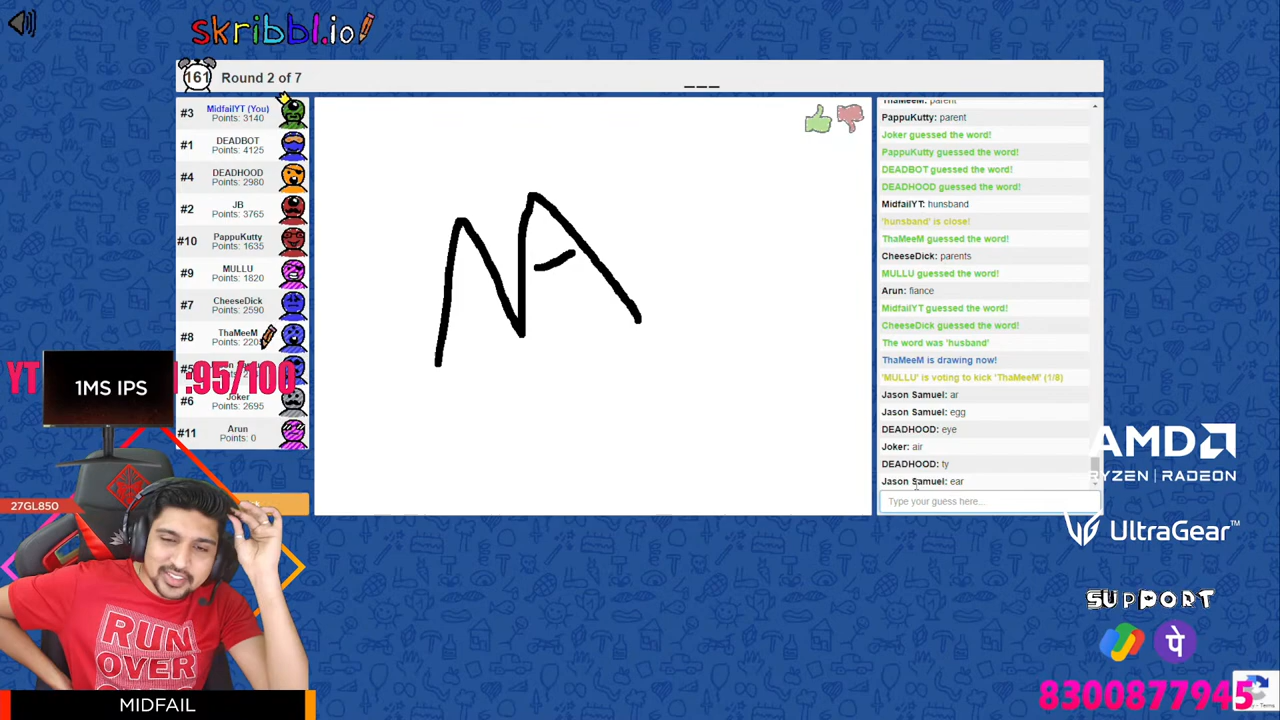 skribbl.io
161
Round 2 of 7
_ _ _
#3
MidfailYT (You)
Points: 3140
#1
DEADBOT
Points: 4125
#4
DEADHOOD
Points: 2980
#2
JB
Points: 3765
#10
PappuKutty
Points: 1635
#9
MULLU
Points: 1820
#7
CheeseDick
Points: 2590
#8
ThaMeeM
#6
Joker
Points: 2695
#11
Arun
Points: 0
NA
ThaMeeM: parent
PappuKutty: parent
Joker guessed the word!
PappuKutty guessed the word!
DEADBOT guessed the word!
DEADHOOD guessed the word!
MidfailYT: hunsband
'hunsband' is close!
ThaMeeM guessed the word!
CheeseDick: parents
MULLU guessed the word!
Arun: fiance
MidfailYT guessed the word!
CheeseDick guessed the word!
The word was 'husband'
ThaMeeM is drawing now!
'MULLU' is voting to kick 'ThaMeeM' (1/8)
Jason Samuel: ar
Jason Samuel: egg
DEADHOOD: eye
Joker: air
DEADHOOD: ty
Jason Samuel: ear
Type your guess here...
YT
:95/100
1MS IPS
27GL850
RUN
OVER
MIDFAIL
AMD
RYZEN | RADEON
UltraGear™
SUPPORT
पे
8300877945